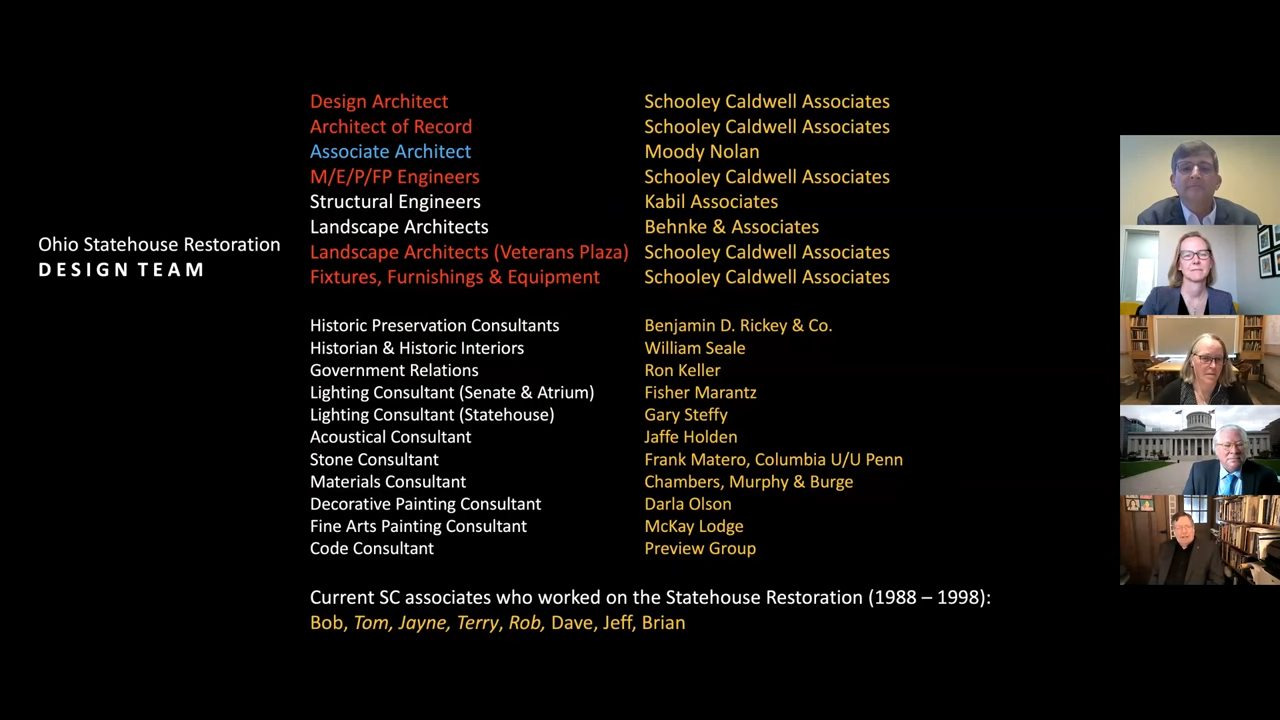 Ohio Statehouse Restoration
DESIGN TEAM
Design Architect Schooley Caldwell Associates
Architect of Record Schooley Caldwell Associates
Associate Architect Moody Nolan
M/E/P/FP Engineers Schooley Caldwell Associates
Structural Engineers Kabil Associates
Landscape Architects Behnke & Associates
Landscape Architects (Veterans Plaza) Schooley Caldwell Associates
Fixtures, Furnishings & Equipment Schooley Caldwell Associates
Historic Preservation Consultants Benjamin D. Rickey & Co.
Historian & Historic Interiors William Seale
Government Relations Ron Keller
Lighting Consultant (Senate & Atrium) Fisher Marantz
Lighting Consultant (Statehouse) Gary Steffy
Acoustical Consultant Jaffe Holden
Stone Consultant Frank Matero, Columbia U/U Penn
Materials Consultant Chambers, Murphy & Burge
Decorative Painting Consultant Darla Olson
Fine Arts Painting Consultant McKay Lodge
Code Consultant Preview Group
Current SC associates who worked on the Statehouse Restoration (1988 – 1998):
Bob, Tom, Jayne, Terry, Rob, Dave, Jeff, Brian